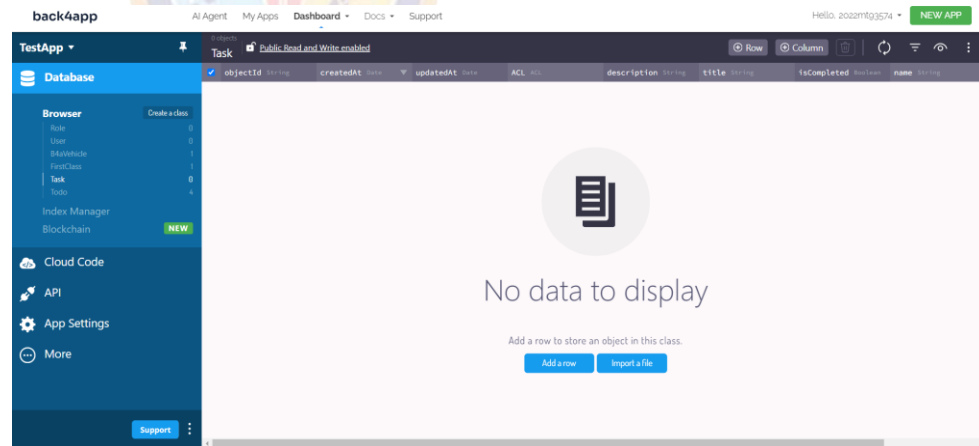 back4app
AI Agent My Apps Dashboard Docs Support
Hello, 2022mt93574
NEW APP
TestApp
0 objects
Task Public Read and Write enabled
Row Column
Database
objectId String createdAt Date updatedAt Date ACL ACL description String title String isCompleted Boolean name String
Browser Create a class
Role 0
User 0
B4aVehicle 1
FirstClass 1
Task 0
Todo 4
Index Manager
Blockchain NEW
Cloud Code
API
App Settings
More
No data to display
Add a row to store an object in this class.
Add a row Import a file
Support